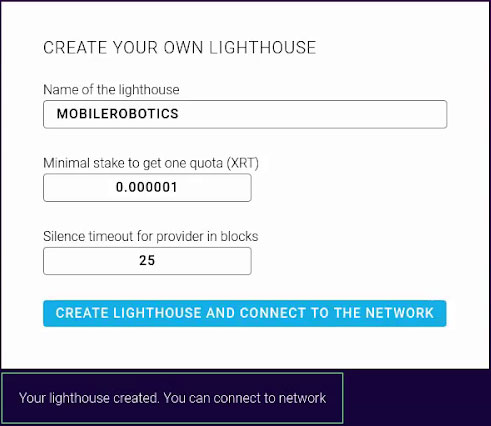 CREATE YOUR OWN LIGHTHOUSE
Name of the lighthouse
MOBILEROBOTICS
Minimal stake to get one quota (XRT)
0.000001
Silence timeout for provider in blocks
25
CREATE LIGHTHOUSE AND CONNECT TO THE NETWORK
Your lighthouse created. You can connect to network